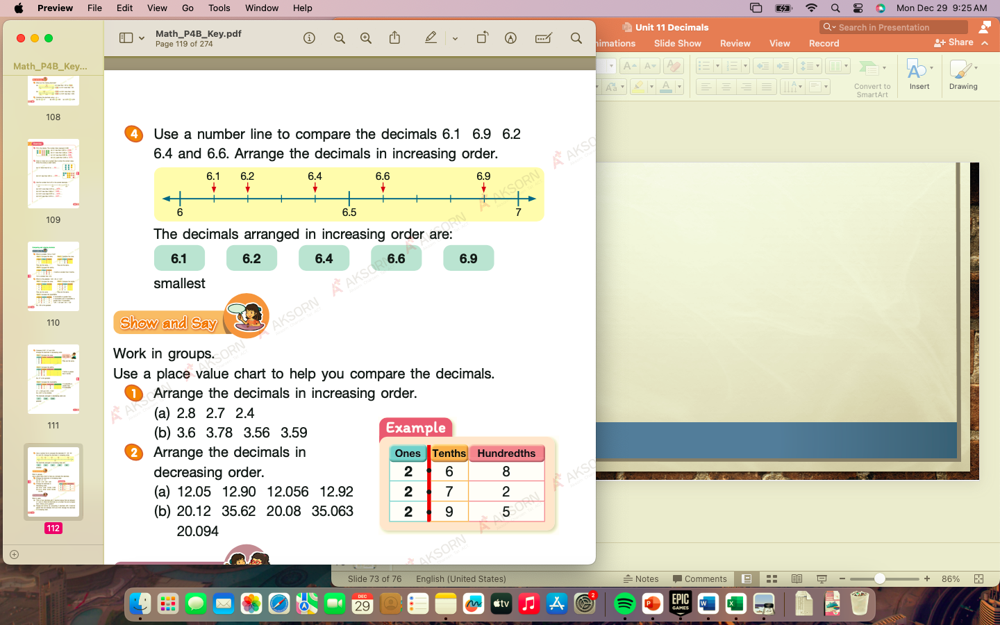 Preview File Edit View Go Tools Window Help Mon Dec 29 9:25 AM
Math_P4B_Key.pdf
Page 119 of 274
Math_P4B_Key...
108
109
110
111
112
4 Use a number line to compare the decimals 6.1 6.9 6.2
6.4 and 6.6. Arrange the decimals in increasing order.
6.1 6.2 6.4 6.6 6.9
6 6.5 7
The decimals arranged in increasing order are:
6.1 6.2 6.4 6.6 6.9
smallest
Show and Say
Work in groups.
Use a place value chart to help you compare the decimals.
1 Arrange the decimals in increasing order.
(a) 2.8 2.7 2.4
(b) 3.6 3.78 3.56 3.59
2 Arrange the decimals in
decreasing order.
(a) 12.05 12.90 12.056 12.92
(b) 20.12 35.62 20.08 35.063
20.094
Example
Ones Tenths Hundredths
2 6 8
2 7 2
2 9 5
AKSORN
Unit 11 Decimals
Search in Presentation
nimations Slide Show Review View Record Share
Convert to
SmartArt
Insert
Drawing
Slide 73 of 76 English (United States) Notes Comments 86%
DEC
29
tv
2
EPIC
GAMES